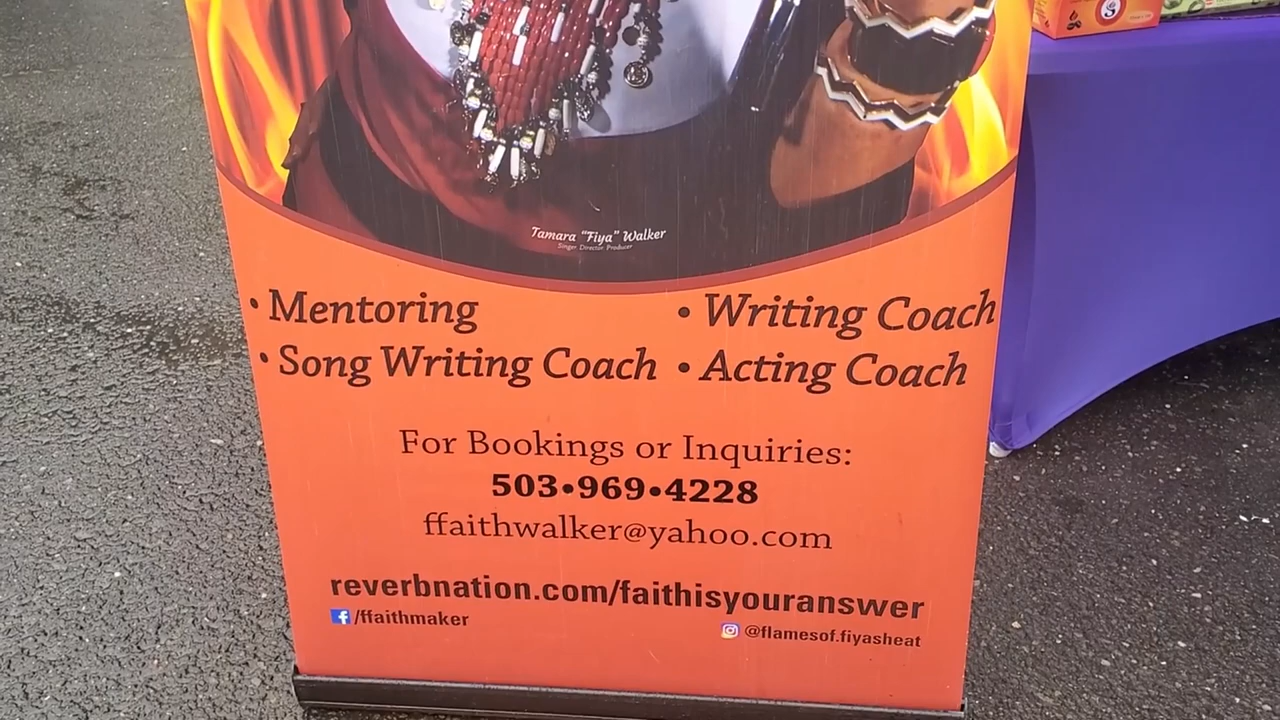 Tamara "Fiya" Walker
Singer Director Producer
• Mentoring
• Writing Coach
• Song Writing Coach
• Acting Coach
For Bookings or Inquiries:
503•969•4228
ffaithwalker@yahoo.com
reverbnation.com/faithisyouranswer
f/ffaithmaker
@flamesof.fiyasheat